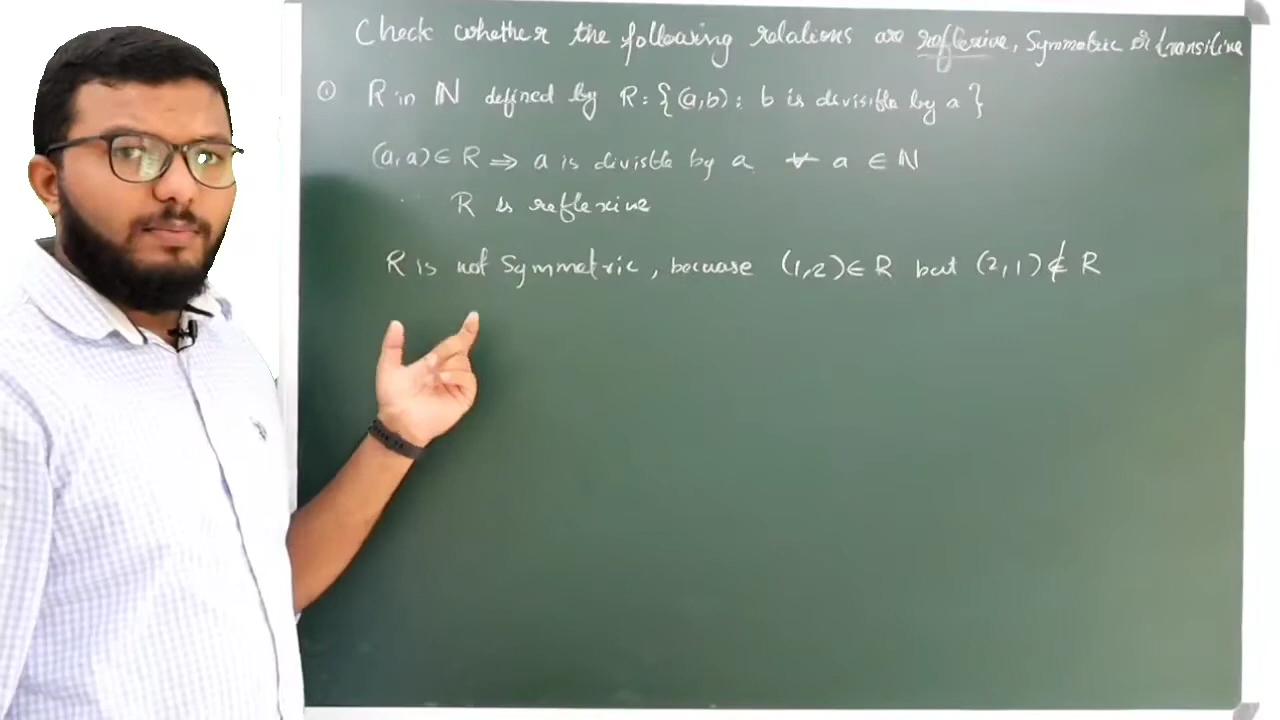 Check whether the following relations are reflexive, Symmetric or transitive
① R in ℕ defined by R: {(a,b): b is divisible by a}
(a,a) ∈ R ⇒ a is divisble by a ∀ a ∈ ℕ
R is reflexive
R is not Symmetric, because (1,2) ∈ R but (2,1) ∉ R